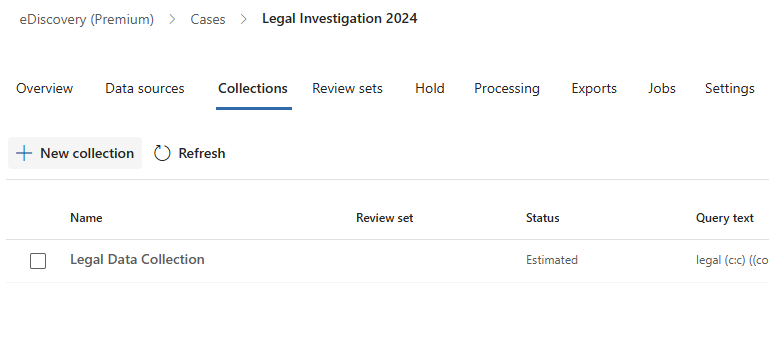 eDiscovery (Premium) > Cases > Legal Investigation 2024
Overview Data sources Collections Review sets Hold Processing Exports Jobs Settings
+ New collection Refresh
Name Review set Status Query text
Legal Data Collection Estimated legal (c:c) ((co